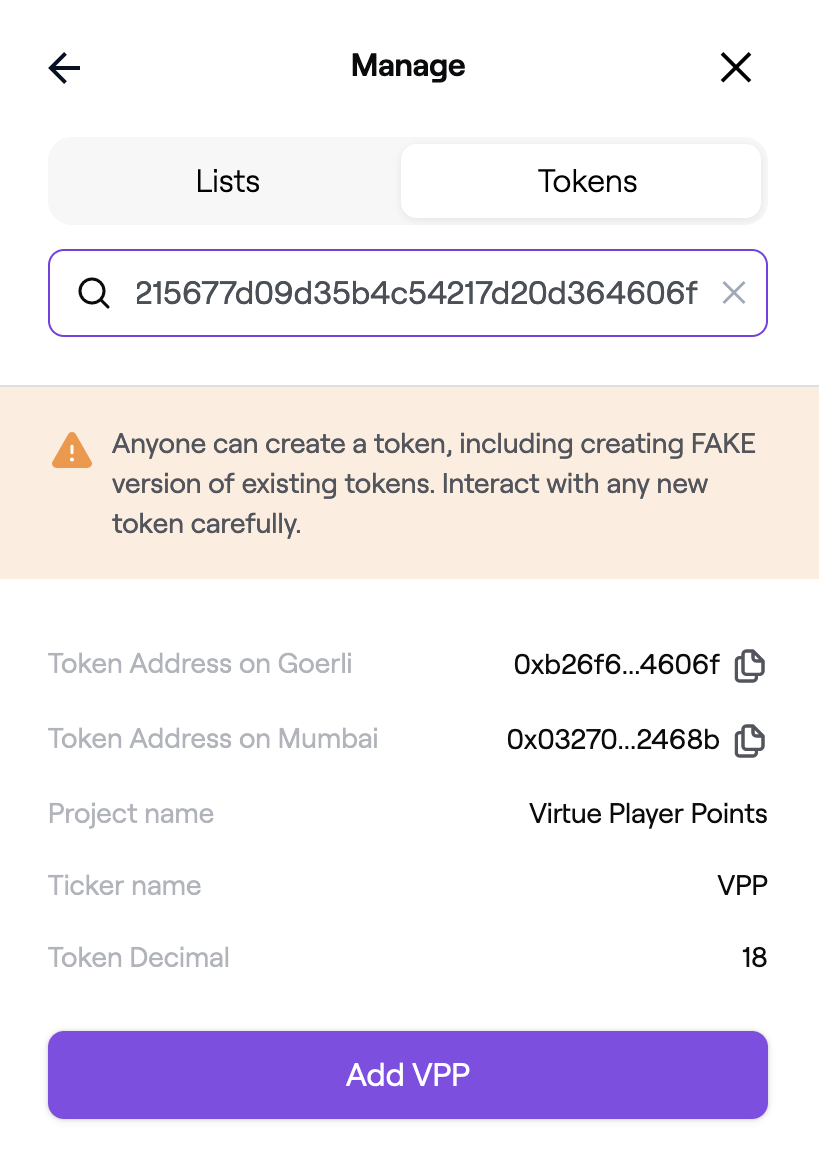 Manage
Lists
Tokens
215677d09d35b4c54217d20d364606f
Anyone can create a token, including creating FAKE
version of existing tokens. Interact with any new
token carefully.
Token Address on Goerli 0xb26f6...4606f
Token Address on Mumbai 0x03270...2468b
Project name Virtue Player Points
Ticker name VPP
Token Decimal 18
Add VPP